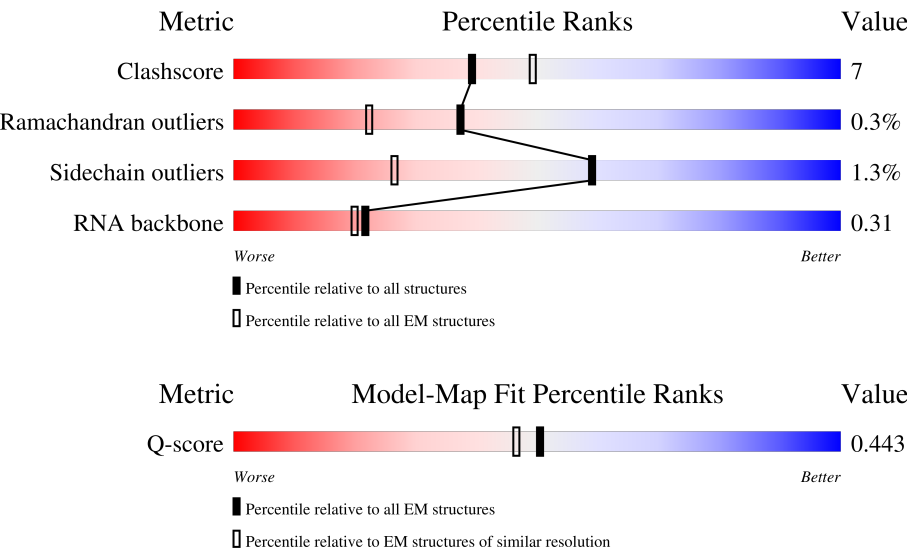 Metric Percentile Ranks Value
Clashscore 7
Ramachandran outliers 0.3%
Sidechain outliers 1.3%
RNA backbone 0.31
Worse Better
Percentile relative to all structures
Percentile relative to all EM structures
Metric Model-Map Fit Percentile Ranks Value
Q-score 0.443
Worse Better
Percentile relative to all EM structures
Percentile relative to EM structures of similar resolution